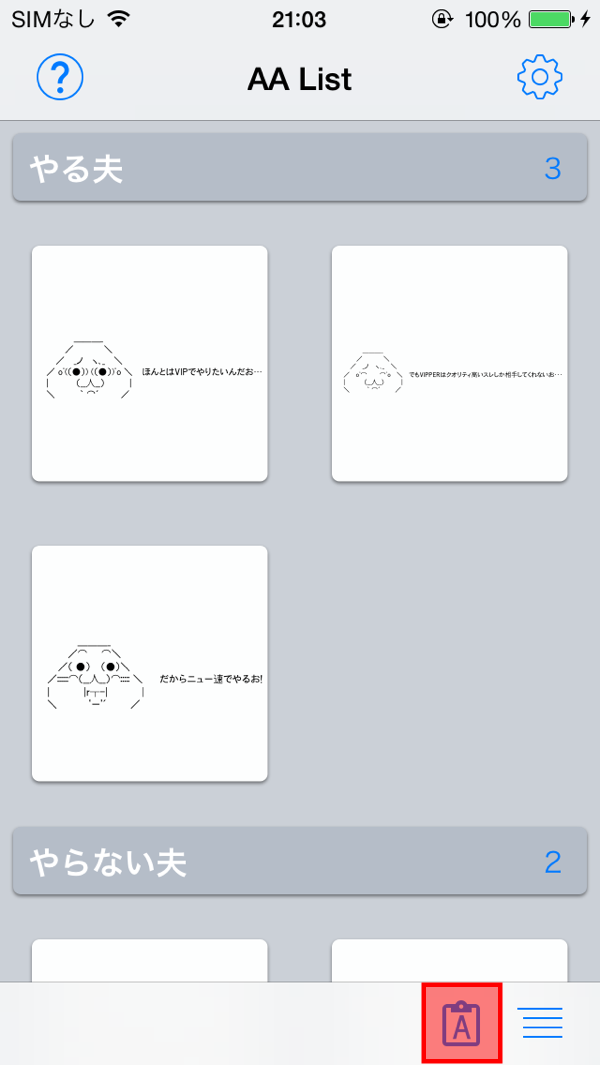 SIMなし 21:03 100%
? AA List
やる夫 3
ほんとはVIPでやりたいんだお…
でもVIPPERはクオリティ高いスレしか相手してくれないお…
だからニュー速でやるお!
やらない夫 2
A